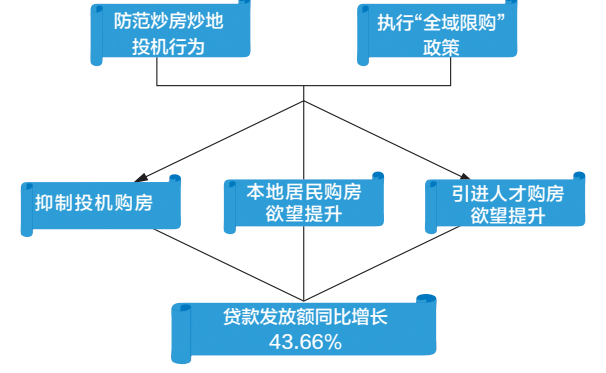 防范炒房炒地
投机行为
执行“全域限购”
政策
抑制投机购房
本地居民购房
欲望提升
引进人才购房
欲望提升
贷款发放额同比增长
43.66%